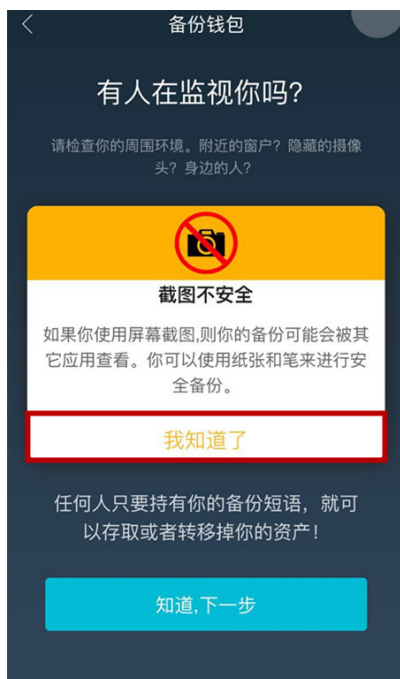 备份钱包
有人在监视你吗?
请检查你的周围环境。附近的窗户? 隐藏的摄像
头? 身边的人?
截图不安全
如果你使用屏幕截图,则你的备份可能会被其
它应用查看。你可以使用纸张和笔来进行安
全备份。
我知道了
任何人只要持有你的备份短语，就可
以存取或者转移掉你的资产!
知道,下一步